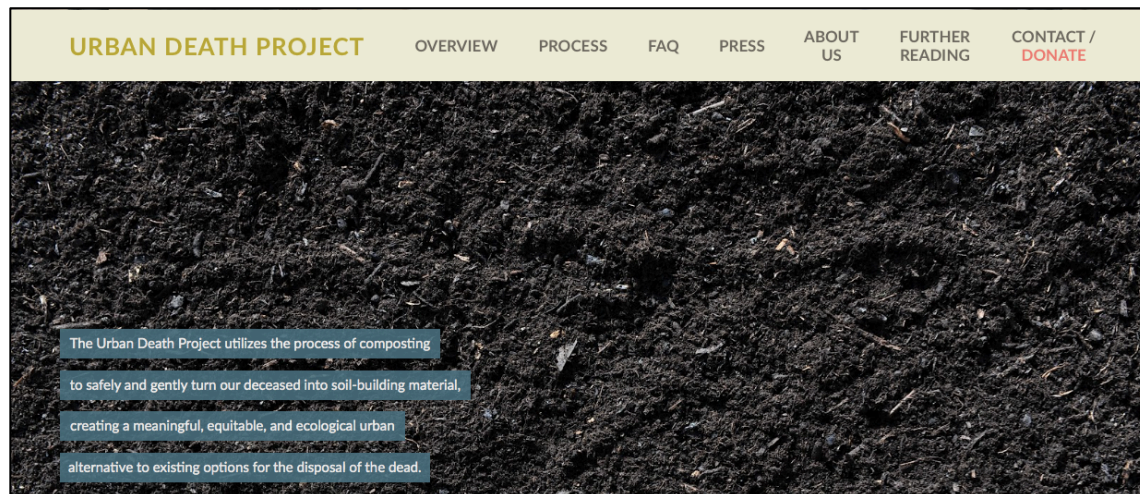 URBAN DEATH PROJECT
OVERVIEW
PROCESS
FAQ
PRESS
ABOUT
US
FURTHER
READING
CONTACT /
DONATE
The Urban Death Project utilizes the process of composting
to safely and gently turn our deceased into soil-building material,
creating a meaningful, equitable, and ecological urban
alternative to existing options for the disposal of the dead.